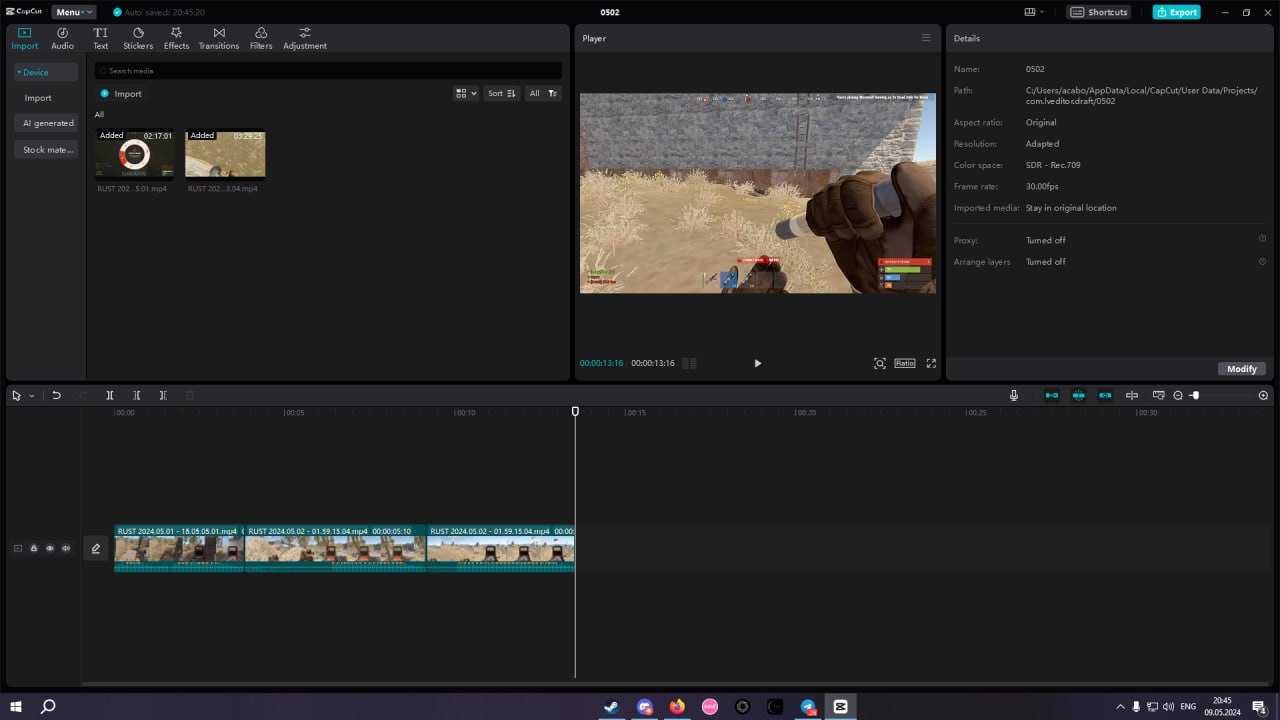 CapCut
Menu
Auto saved: 20:45:20
0502
Shortcuts
Export
Import
Audio
Text
Stickers
Effects
Transitions
Filters
Adjustment
Device
Import
AI generated
Stock mate...
Search media
Import
Sort
All
All
Added
02:17:01
RUST 202...5.01.mp4
Added
03:29:25
RUST 202...3.04.mp4
Player
00:00:13:16
00:00:13:16
Ratio
Details
Name:
0502
Path:
C:/Users/acabo/AppData/Local/CapCut/User Data/Projects/
com.lveditor.draft/0502
Aspect ratio:
Original
Resolution:
Adapted
Color space:
SDR - Rec.709
Frame rate:
30.00fps
Imported media:
Stay in original location
Proxy:
Turned off
Arrange layers
Turned off
Modify
00:00
00:05
00:10
00:15
00:20
00:25
00:30
RUST 2024.05.01 - 18.05.05.01.mp4
RUST 2024.05.02 - 01.39.13.04.mp4 00:00:05:10
RUST 2024.05.02 - 01.39.13.04.mp4 00:00:
ENG
20:45
09.05.2024